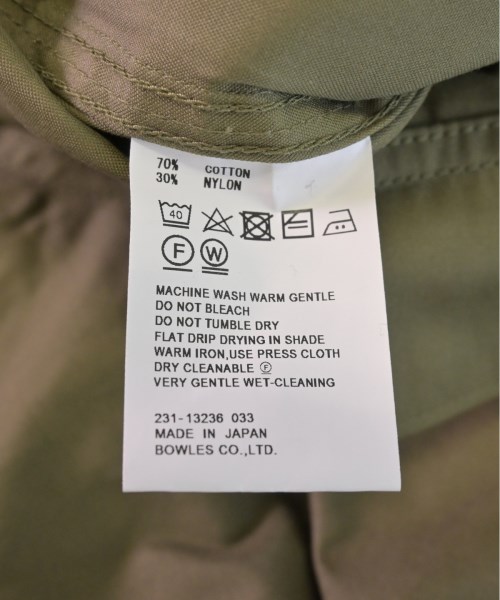 70% COTTON
30% NYLON
40
F W
MACHINE WASH WARM GENTLE
DO NOT BLEACH
DO NOT TUMBLE DRY
FLAT DRIP DRYING IN SHADE
WARM IRON,USE PRESS CLOTH
DRY CLEANABLE Ⓕ
VERY GENTLE WET-CLEANING
231-13236 033
MADE IN JAPAN
BOWLES CO.,LTD.